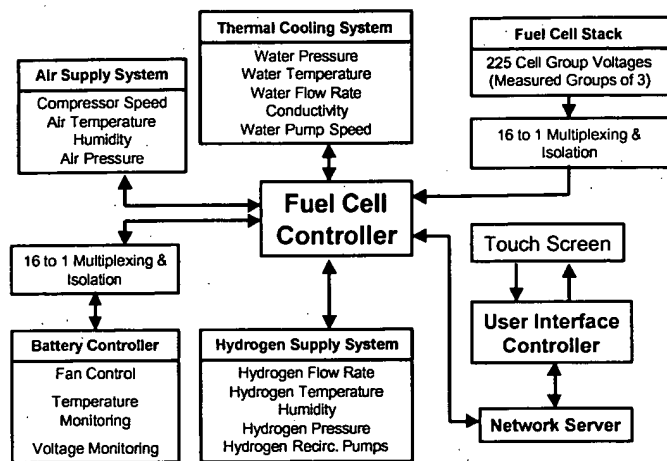 Thermal Cooling System
Water Pressure
Water Temperature
Water Flow Rate
Conductivity
Water Pump Speed
Fuel Cell Stack
225 Cell Group Voltages
(Measured Groups of 3)
Air Supply System
Compressor Speed
Air Temperature
Humidity
Air Pressure
16 to 1 Multiplexing &
Isolation
Fuel Cell
Controller
16 to 1 Multiplexing &
Isolation
Touch Screen
User Interface
Controller
Battery Controller
Fan Control
Temperature
Monitoring
Voltage Monitoring
Hydrogen Supply System
Hydrogen Flow Rate
Hydrogen Temperature
Humidity
Hydrogen Pressure
Hydrogen Recirc. Pumps
Network Server